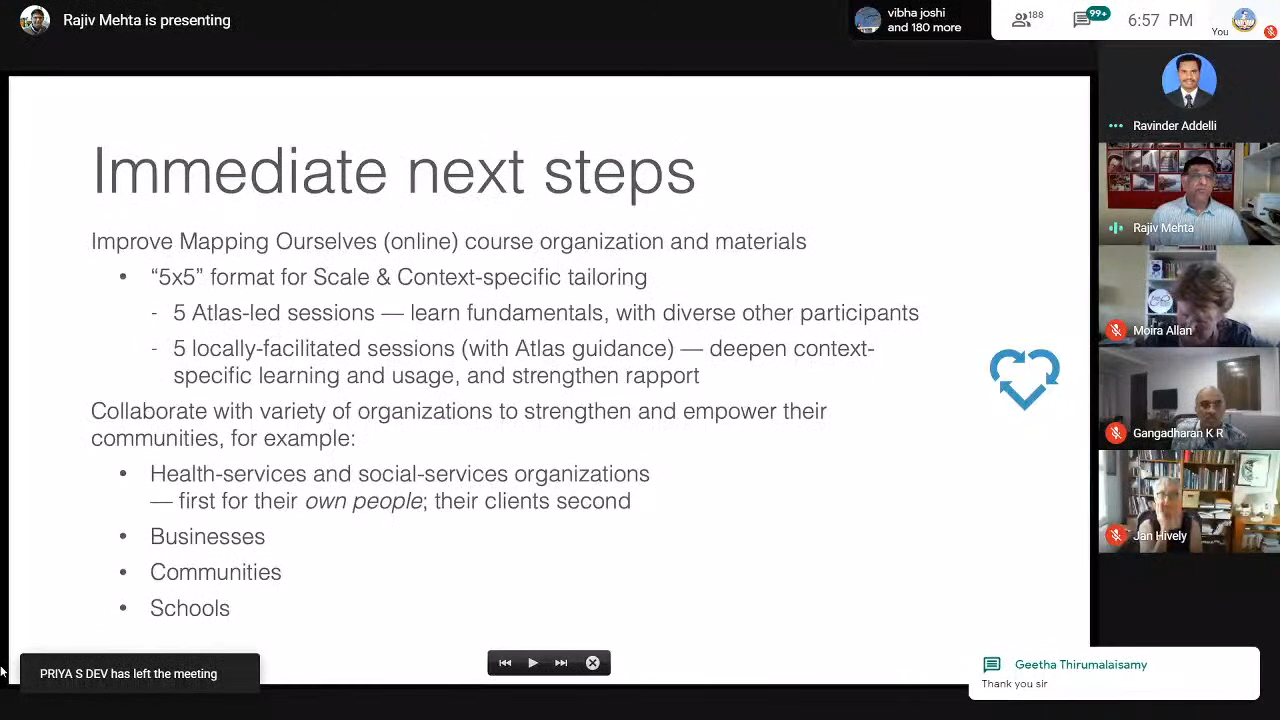 Rajiv Mehta is presenting
vibha joshi
and 180 more
188
99+
6:57 PM
You
Immediate next steps
Improve Mapping Ourselves (online) course organization and materials
• “5x5” format for Scale & Context-specific tailoring
- 5 Atlas-led sessions — learn fundamentals, with diverse other participants
- 5 locally-facilitated sessions (with Atlas guidance) — deepen context-
specific learning and usage, and strengthen rapport
Collaborate with variety of organizations to strengthen and empower their
communities, for example:
• Health-services and social-services organizations
— first for their own people; their clients second
• Businesses
• Communities
• Schools
Ravinder Addelli
Rajiv Mehta
Moira Allan
Gangadharan K R
Jan Hively
PRIYA S DEV has left the meeting
Geetha Thirumalaisamy
Thank you sir